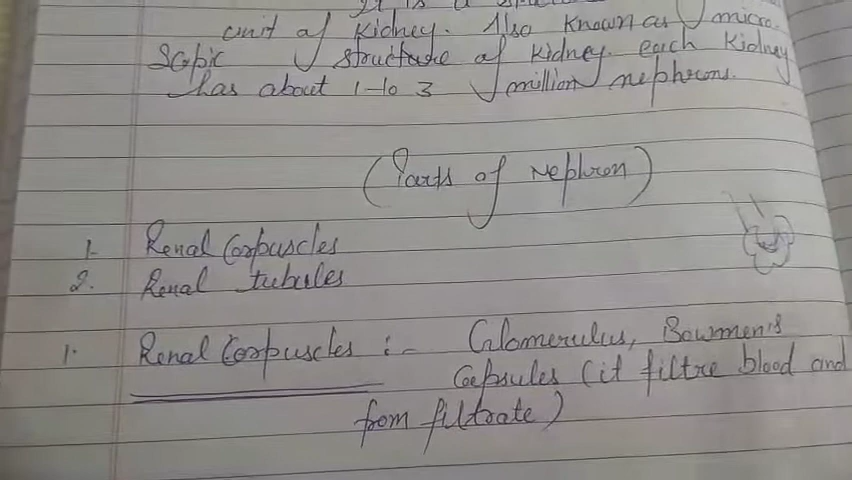 It is a
unit of kidney. Also known as micro
Scopic structure of kidney. each kidney
has about 1 to 3 million nephrons.
(Parts of Nephron)
1. Renal Corpuscles
2. Renal tubules
1. Renal Corpuscles :- Glomerulus, Bowmen's
Capsules (it filtre blood and
from filtrate)